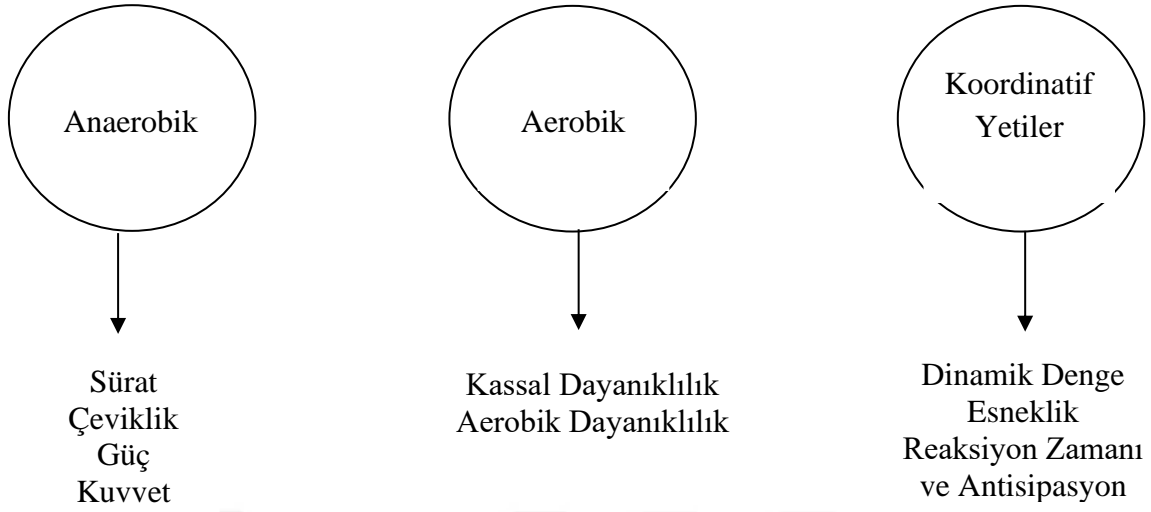 Anaerobik
Aerobik
Koordinatif
Yetiler
Sürat
Çeviklik
Güç
Kuvvet
Kassal Dayanıklılık
Aerobik Dayanıklılık
Dinamik Denge
Esneklik
Reaksiyon Zamanı
ve Antisipasyon